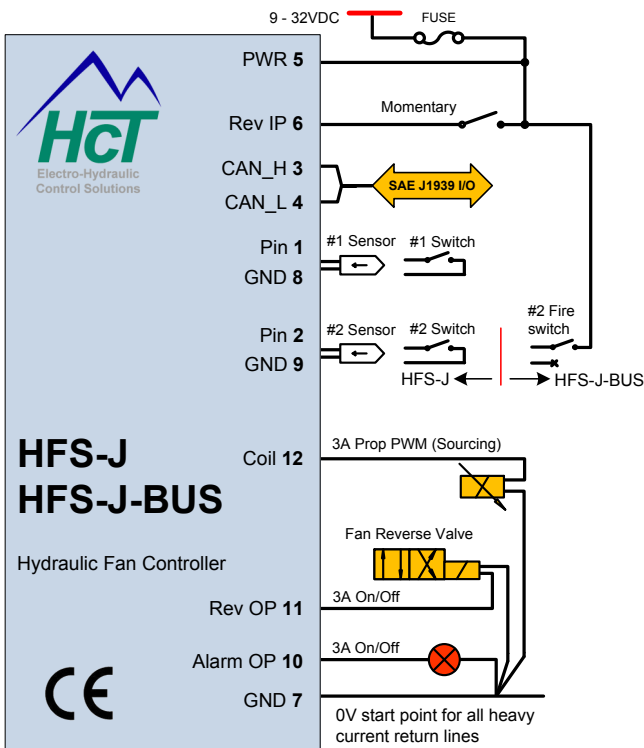 9 - 32VDC
FUSE
PWR 5
Momentary
Rev IP 6
HcT
Electro-Hydraulic
Control Solutions
CAN_H 3
SAE J1939 I/O
CAN_L 4
#1 Sensor #1 Switch
Pin 1
GND 8
#2 Fire
switch
#2 Sensor #2 Switch
Pin 2
GND 9
HFS-J HFS-J-BUS
3A Prop PWM (Sourcing)
HFS-J
HFS-J-BUS
Coil 12
Fan Reverse Valve
Hydraulic Fan Controller
3A On/Off
Rev OP 11
3A On/Off
Alarm OP 10
CE
GND 7
0V start point for all heavy
current return lines